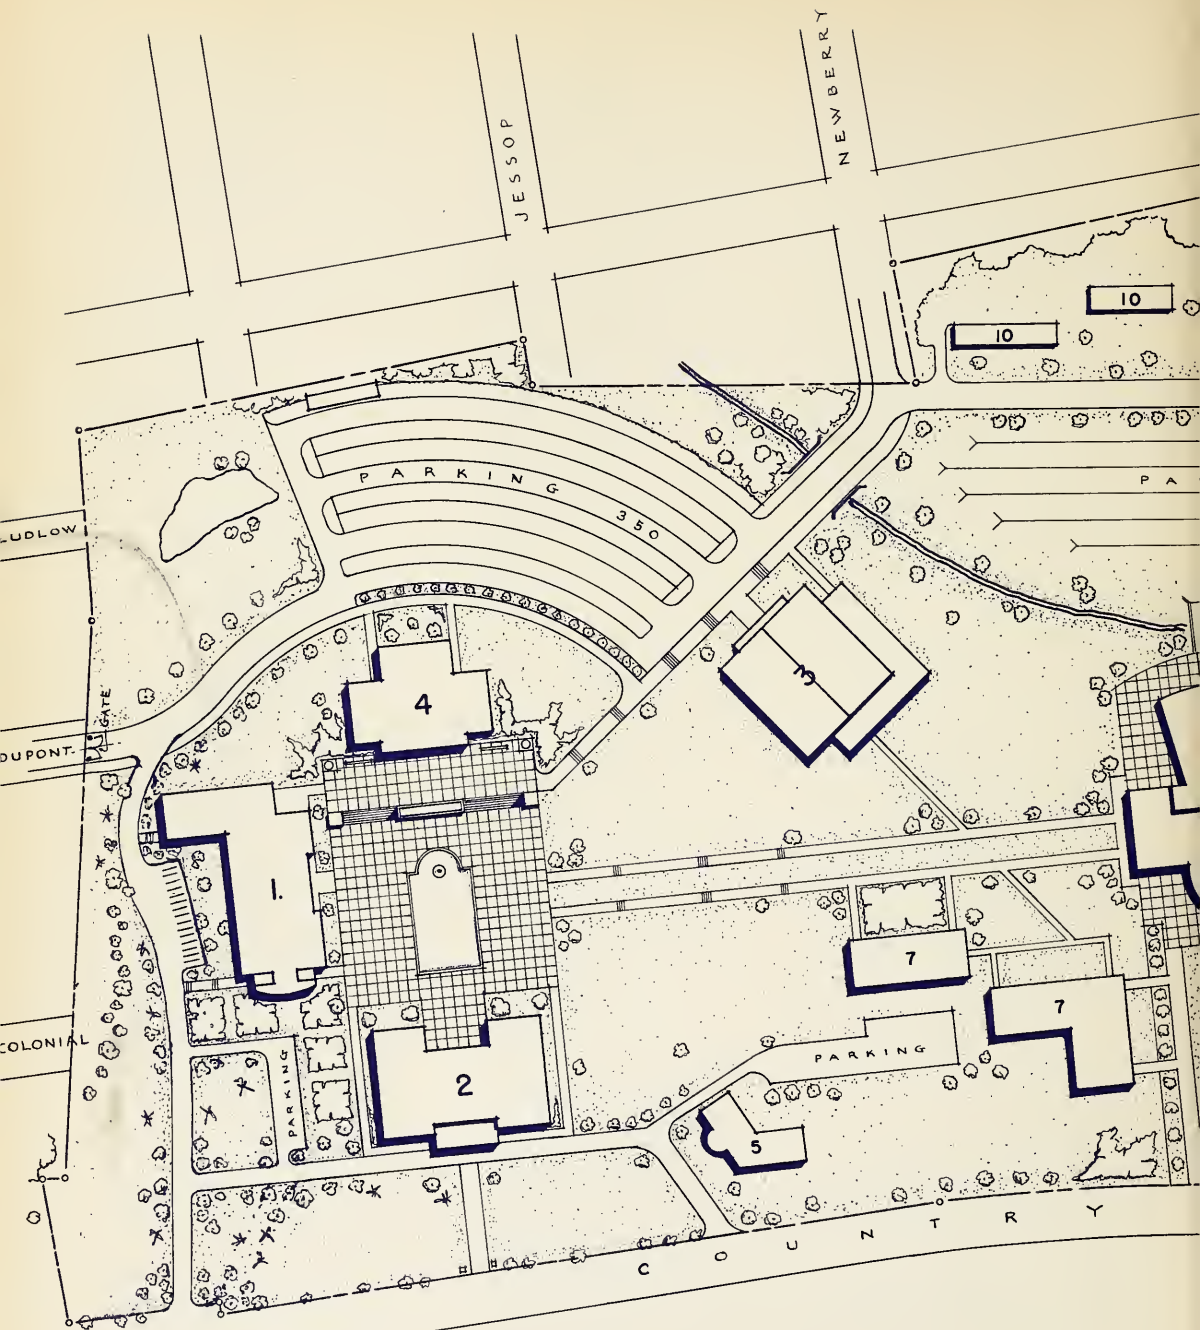 NEWBERRY
JESSOP
10
10
PARKING
350
PA
LUDLOW
3
GATE
4
DUPONT
1.
7
7
COLONIAL
PARKING
PARKING
2
5
COUNTRY